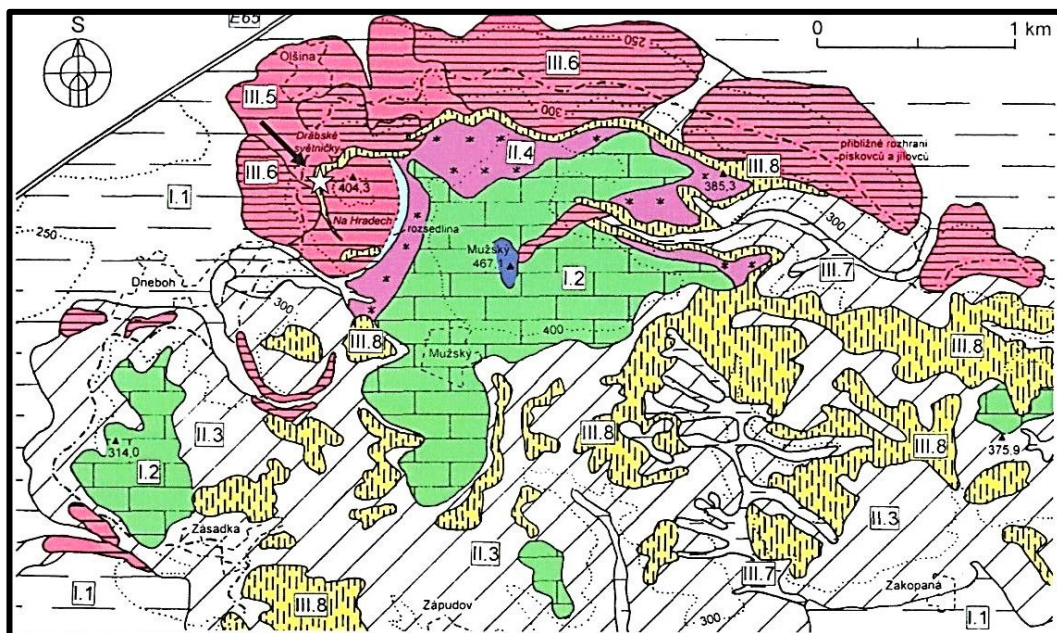 E65
S
0 1 km
250
Olšina
III.6
III.5
300
Drábské
světničky
II.4
přibližné rozhraní
pískovců a jílovců
III.8
III.6
404,3
385,3
I.1
Na Hradech
rozsedlina
300
250
Mužský
467,1
III.7
Dneboh
I.2
300
400
III.8
Mužský
III.8
II.3
III.8
III.8
314,0
375,9
I.2
Zásadka
II.3
II.3
I.1
III.7
Zakopaná
III.8
Zápudov
300
I.1